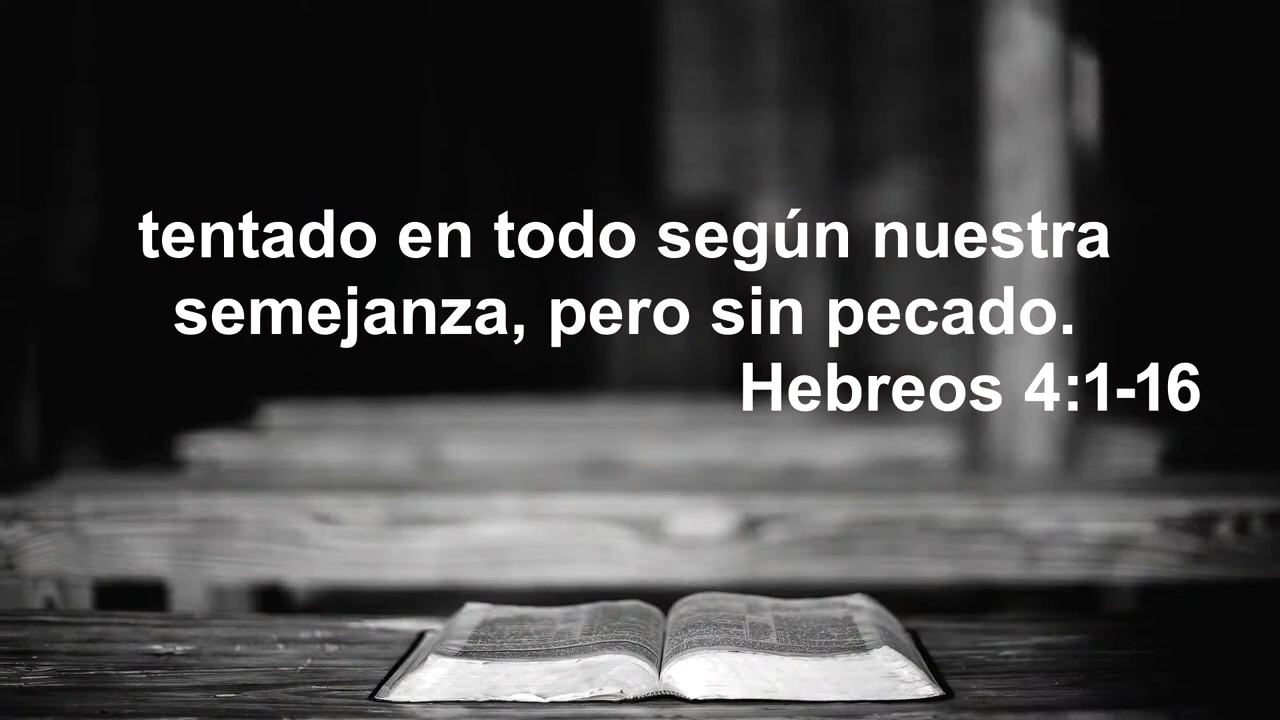 tentado en todo según nuestra
semejanza, pero sin pecado.
Hebreos 4:1-16